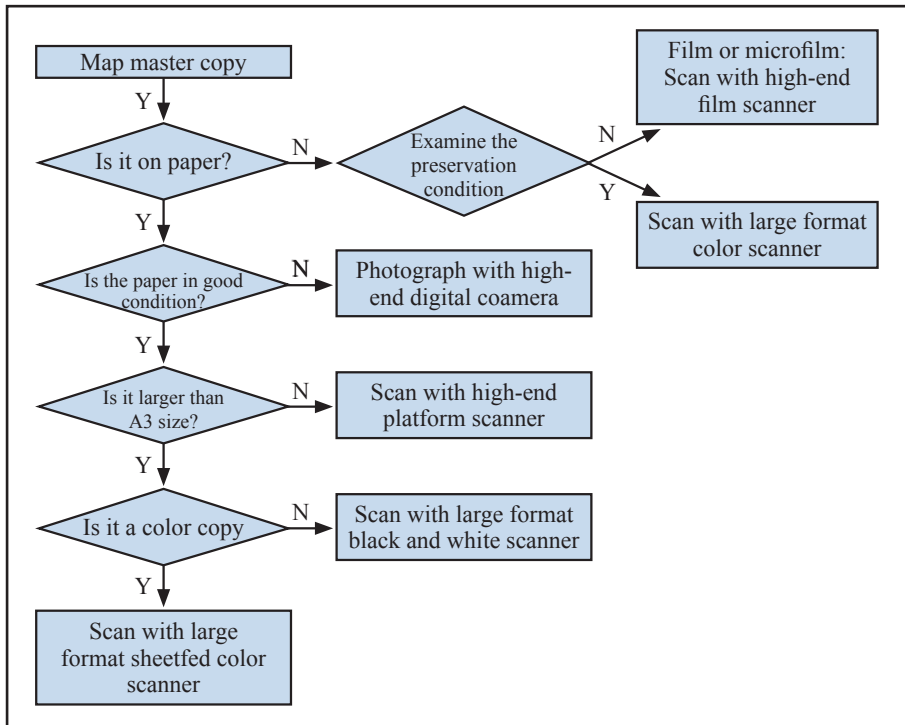 Map master copy
Y
Is it on paper?
N
Examine the
preservation
condition
N
Film or microfilm:
Scan with high-end
film scanner
Y
Scan with large format
color scanner
Y
Is the paper in good
condition?
N
Photograph with high-
end digital coamera
Y
Is it larger than
A3 size?
N
Scan with high-end
platform scanner
Y
Is it a color copy
N
Scan with large format
black and white scanner
Y
Scan with large
format sheetfed color
scanner